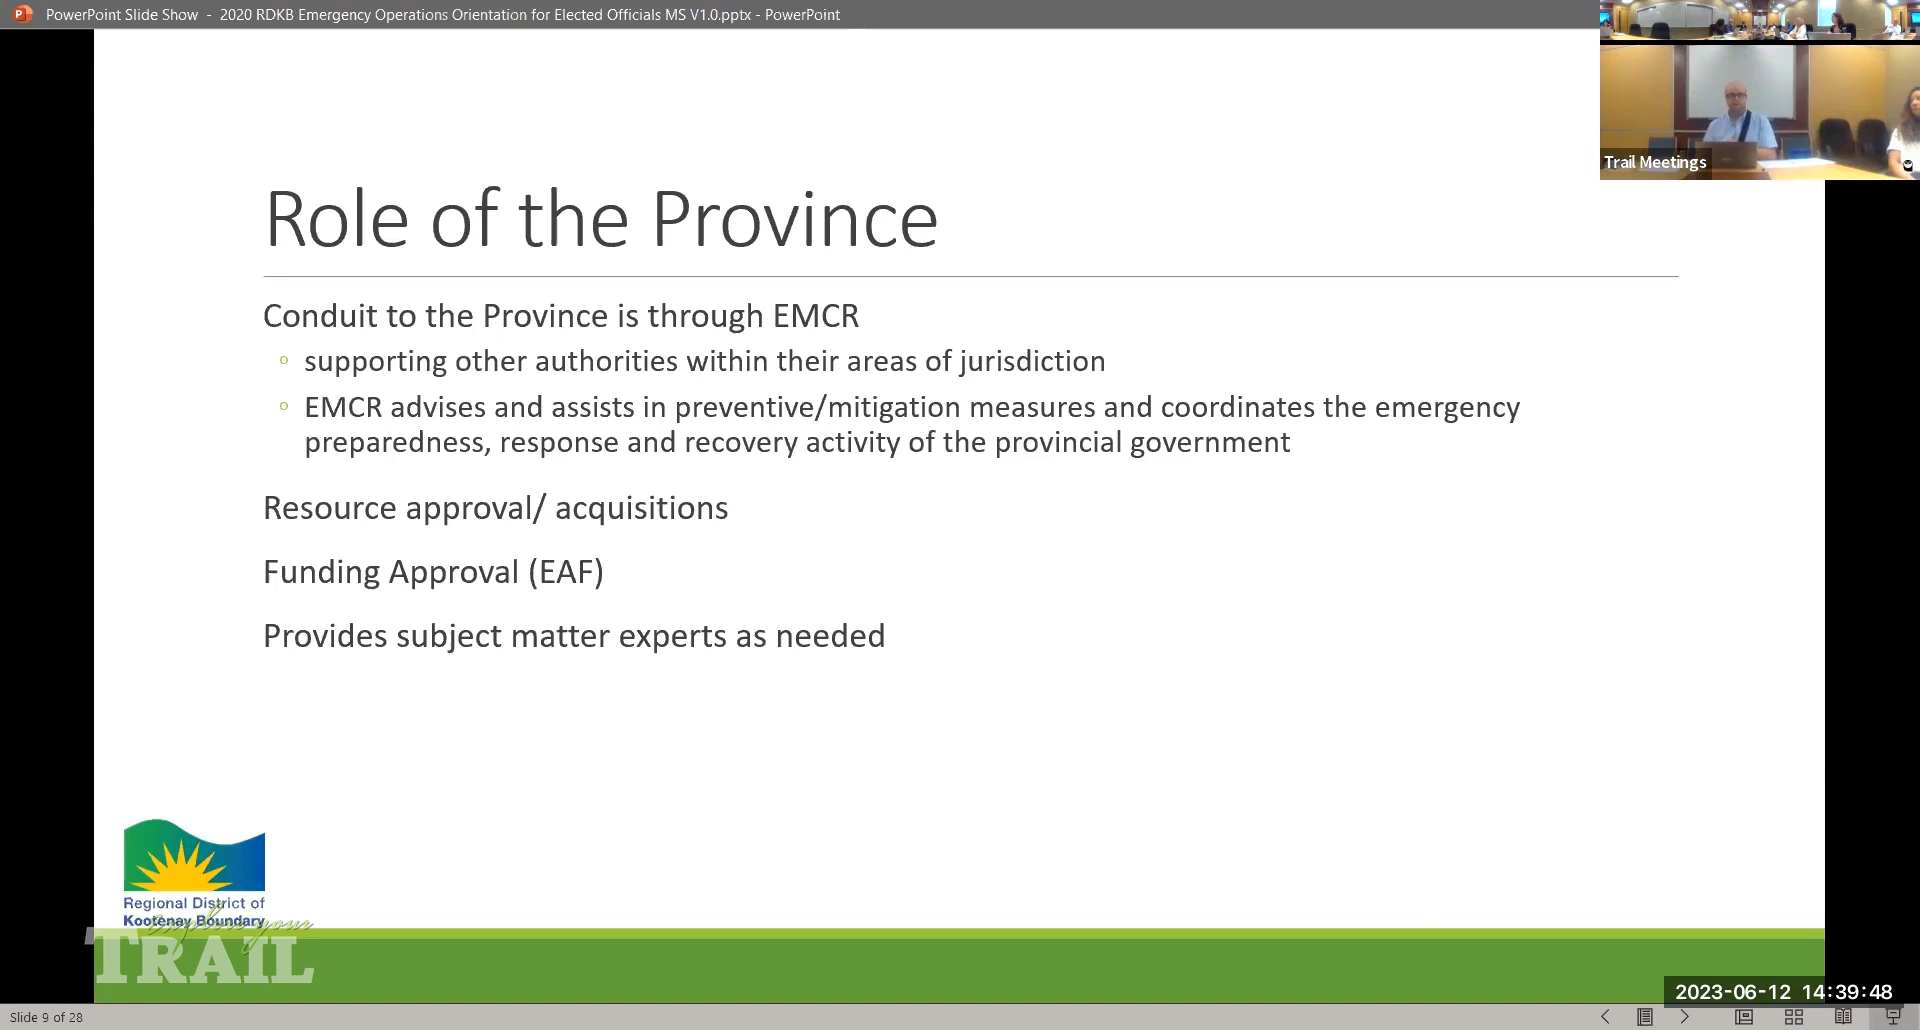 PowerPoint Slide Show - 2020 RDKB Emergency Operations Orientation for Elected Officials MS V1.0.pptx - PowerPoint
Trail Meetings
Role of the Province
Conduit to the Province is through EMCR
supporting other authorities within their areas of jurisdiction
EMCR advises and assists in preventive/mitigation measures and coordinates the emergency
preparedness, response and recovery activity of the provincial government
Resource approval/ acquisitions
Funding Approval (EAF)
Provides subject matter experts as needed
Regional District of
Kootenay Boundary
explore your
TRAIL
2023-06-12 14:39:48
Slide 9 of 28